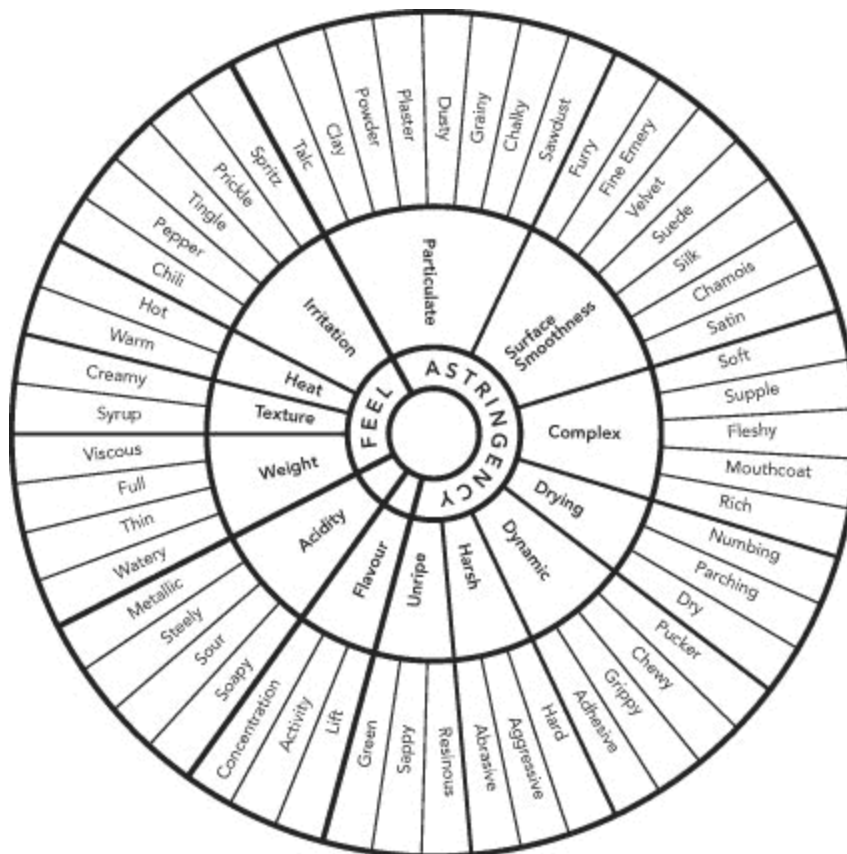 FEEL
ASTRINGENCY
Particulate
Surface
Smoothness
Complex
Drying
Dynamic
Harsh
Unripe
Flavour
Acidity
Weight
Texture
Heat
Irritation
Talc
Clay
Powder
Plaster
Dusty
Grainy
Chalky
Sawdust
Furry
Fine Emery
Velvet
Suede
Silk
Chamois
Satin
Soft
Supple
Fleshy
Mouthcoat
Rich
Numbing
Parching
Dry
Pucker
Chewy
Grippy
Adhesive
Hard
Aggressive
Abrasive
Resinous
Sappy
Green
Lift
Activity
Concentration
Soapy
Sour
Steely
Metallic
Watery
Thin
Full
Viscous
Syrup
Creamy
Warm
Hot
Chili
Pepper
Tingle
Prickle
Spritz